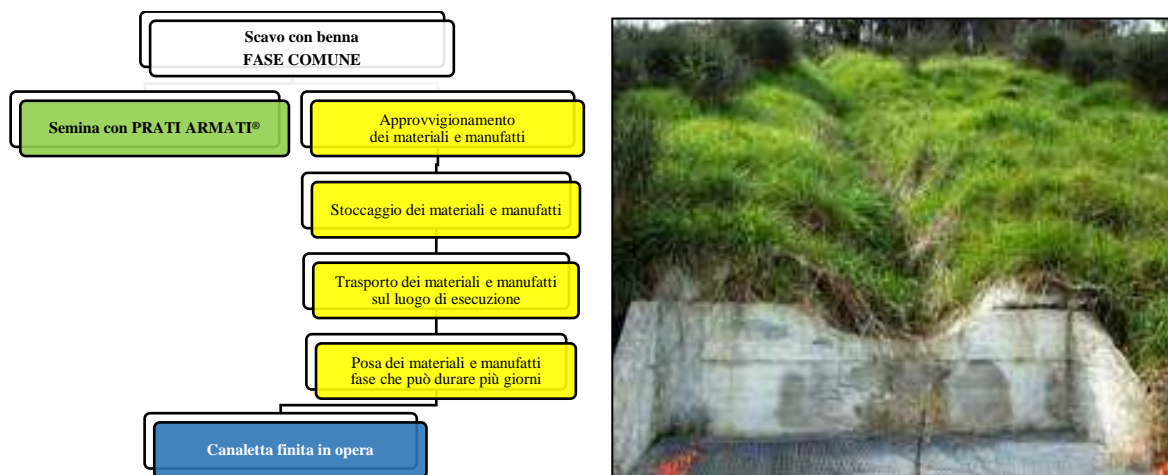 Scavo con benna
FASE COMUNE
Semina con PRATI ARMATI®
Approvvigionamento
dei materiali e manufatti
Stoccaggio dei materiali e manufatti
Trasporto dei materiali e manufatti
sul luogo di esecuzione
Posa dei materiali e manufatti
fase che può durare più giorni
Canaletta finita in opera